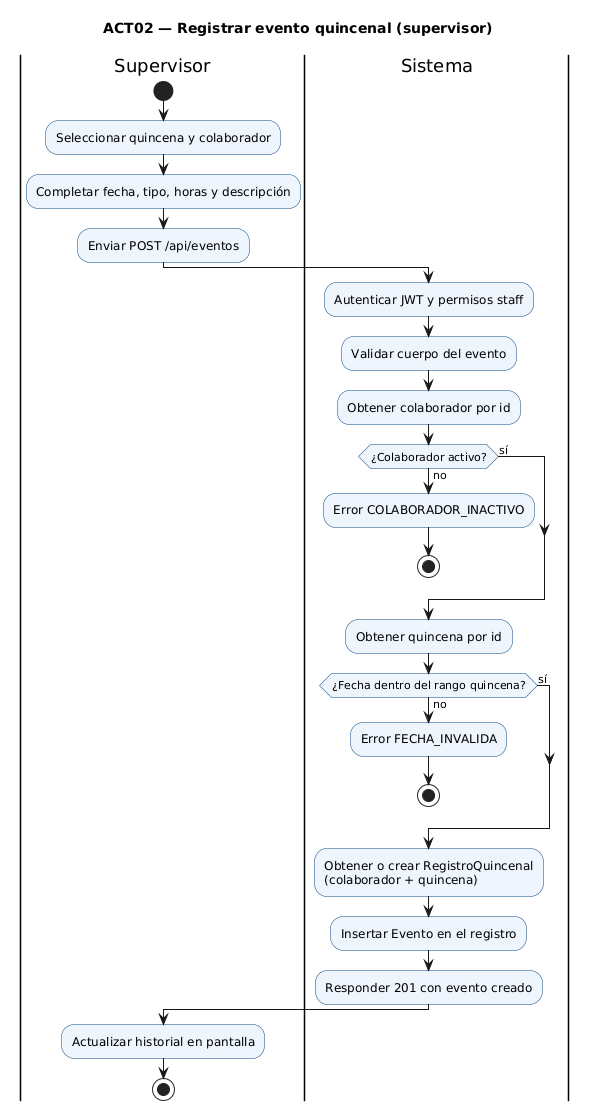 ACT02 — Registrar evento quincenal (supervisor)
Supervisor
Sistema
Seleccionar quincena y colaborador
Completar fecha, tipo, horas y descripción
Enviar POST /api/eventos
Autenticar JWT y permisos staff
Validar cuerpo del evento
Obtener colaborador por id
¿Colaborador activo?
sí
no
Error COLABORADOR_INACTIVO
Obtener quincena por id
¿Fecha dentro del rango quincena?
sí
no
Error FECHA_INVALIDA
Obtener o crear RegistroQuincenal
(colaborador + quincena)
Insertar Evento en el registro
Responder 201 con evento creado
Actualizar historial en pantalla